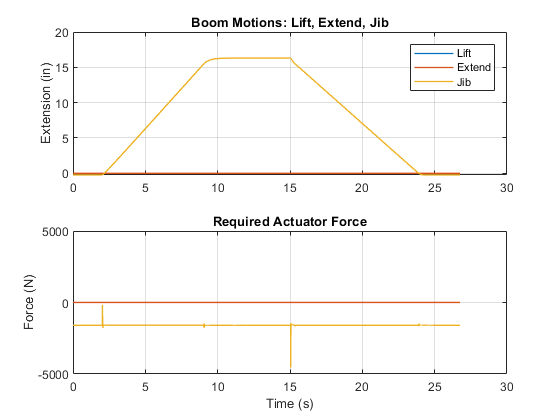 Boom Motions: Lift, Extend, Jib
Extension (in)
20
15
10
5
0
0 5 10 15 20 25 30
Lift
Extend
Jib
Required Actuator Force
Force (N)
5000
0
-5000
0 5 10 15 20 25 30
Time (s)